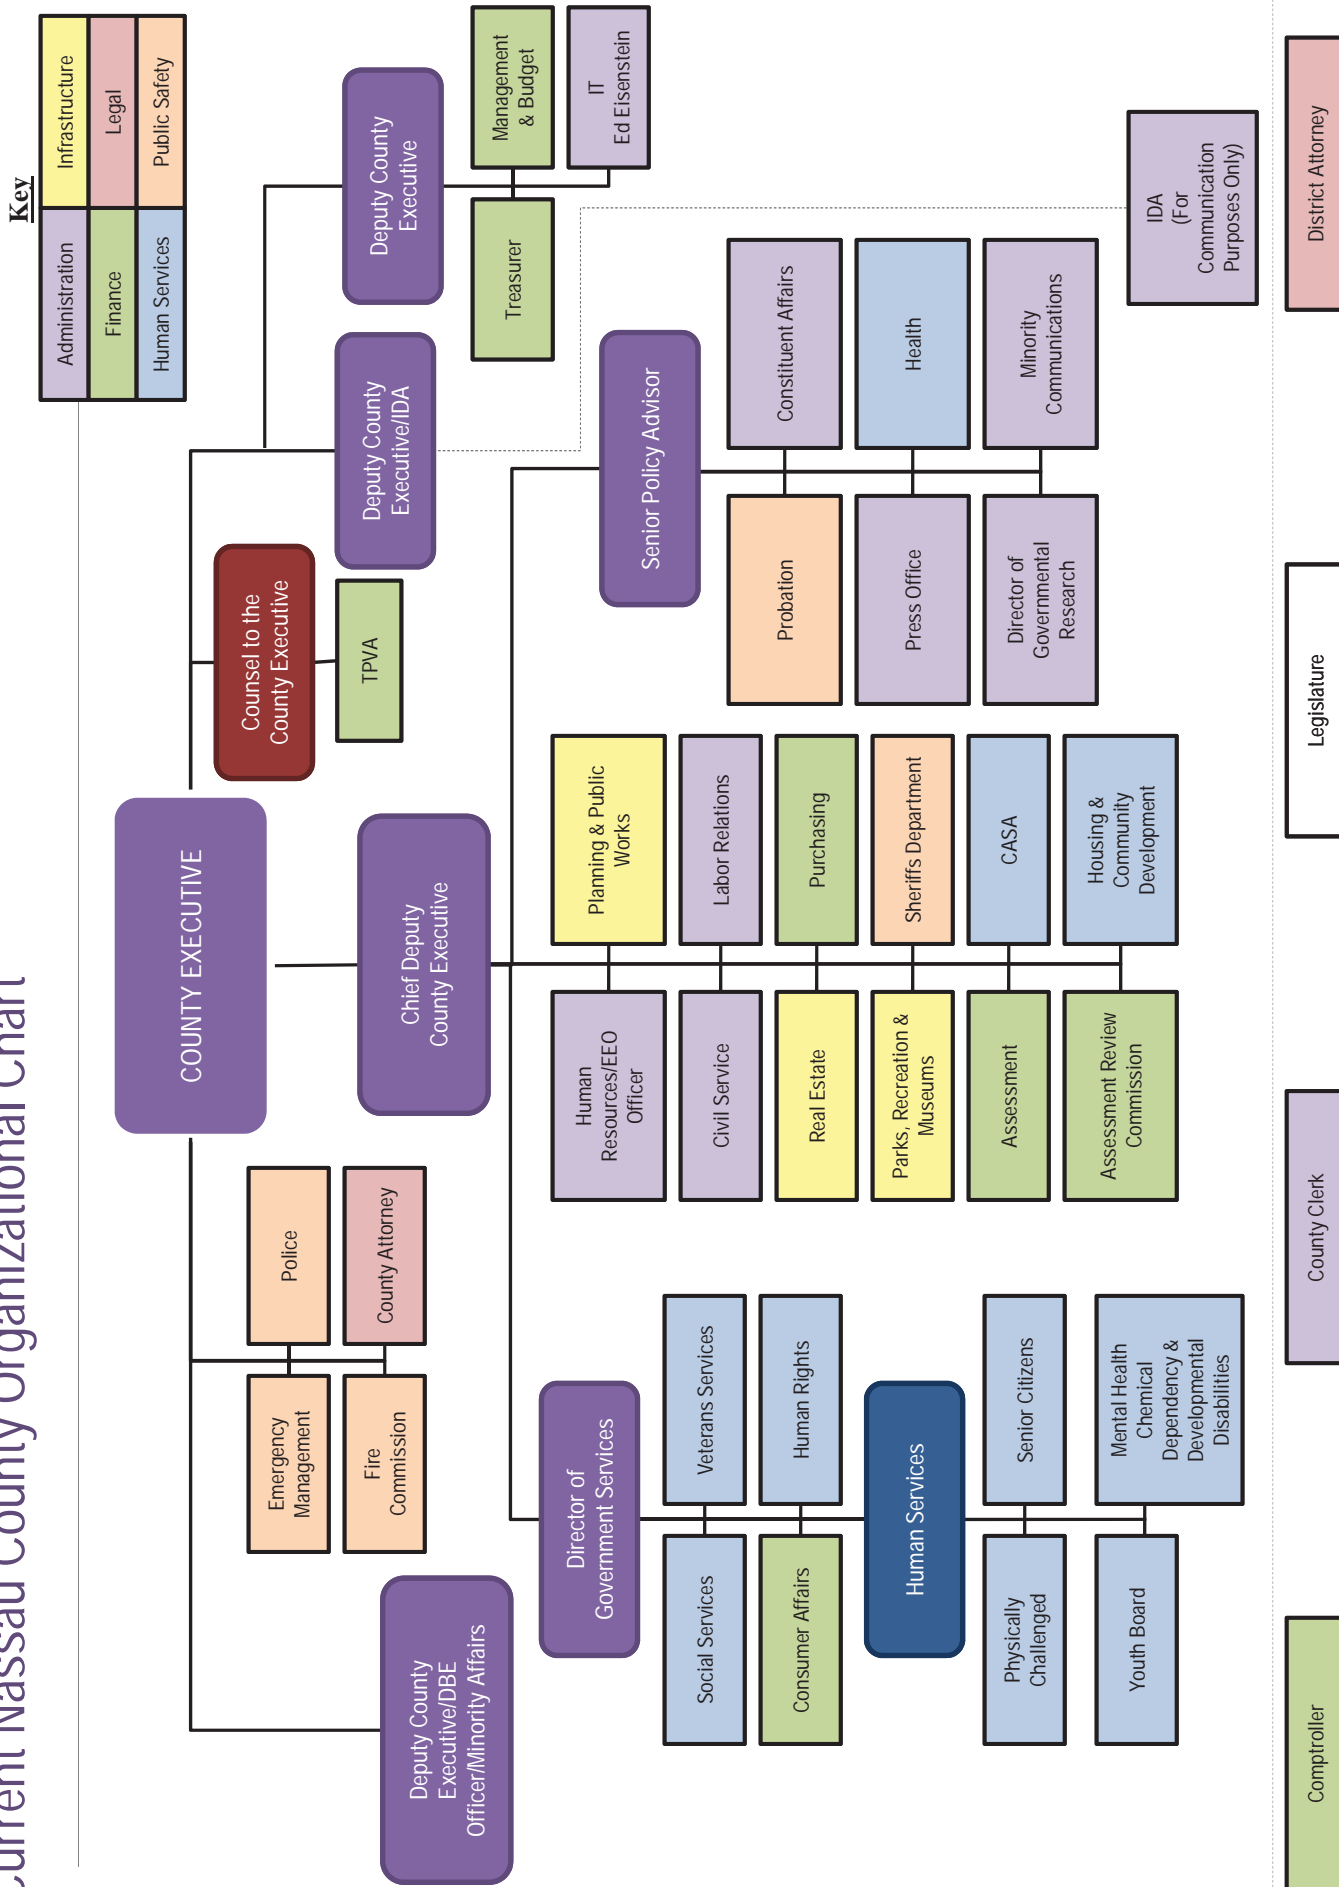 Current Nassau County Organizational Chart
Key
Administration
Infrastructure
Finance
Legal
Human Services
Public Safety
COUNTY EXECUTIVE
Deputy County
Executive/DBE
Officer/Minority Affairs
Emergency
Management
Police
Fire
Commission
County Attorney
Chief Deputy
County Executive
Counsel to the
County Executive
TPVA
Deputy County
Executive/IDA
Deputy County
Executive
Treasurer
Management
& Budget
IT
Ed Eisenstein
Director of
Government Services
Social Services
Veterans Services
Consumer Affairs
Human Rights
Human Services
Physically
Challenged
Senior Citizens
Youth Board
Mental Health
Chemical
Dependency &
Developmental
Disabilities
Human
Resources/EEO
Officer
Planning & Public
Works
Civil Service
Labor Relations
Real Estate
Purchasing
Parks, Recreation &
Museums
Sheriffs Department
Assessment
CASA
Assessment Review
Commission
Housing &
Community
Development
Senior Policy Advisor
Probation
Constituent Affairs
Press Office
Health
Director of
Governmental
Research
Minority
Communications
IDA
(For
Communication
Purposes Only)
Comptroller
County Clerk
Legislature
District Attorney